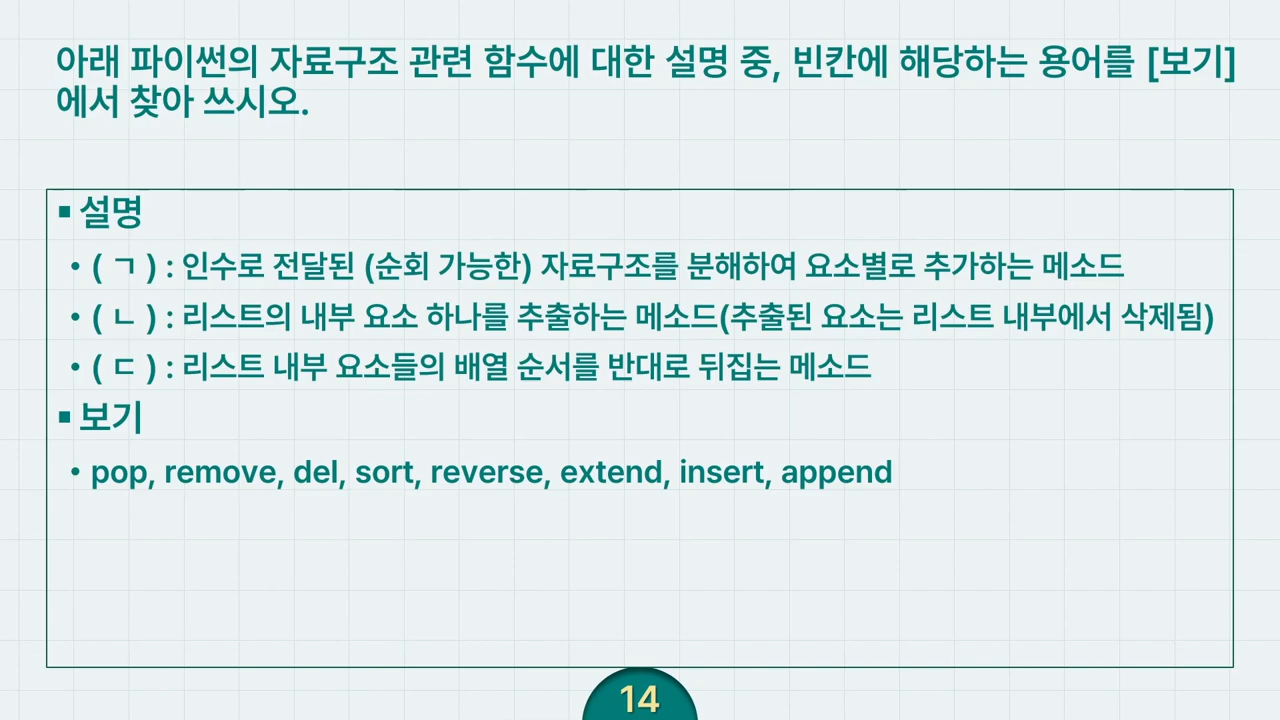 아래 파이썬의 자료구조 관련 함수에 대한 설명 중, 빈칸에 해당하는 용어를 [보기]
에서 찾아 쓰시오.
▪ 설명
• ( ㄱ ) : 인수로 전달된 (순회 가능한) 자료구조를 분해하여 요소별로 추가하는 메소드
• ( ㄴ ) : 리스트의 내부 요소 하나를 추출하는 메소드(추출된 요소는 리스트 내부에서 삭제됨)
• ( ㄷ ) : 리스트 내부 요소들의 배열 순서를 반대로 뒤집는 메소드
▪ 보기
• pop, remove, del, sort, reverse, extend, insert, append
14